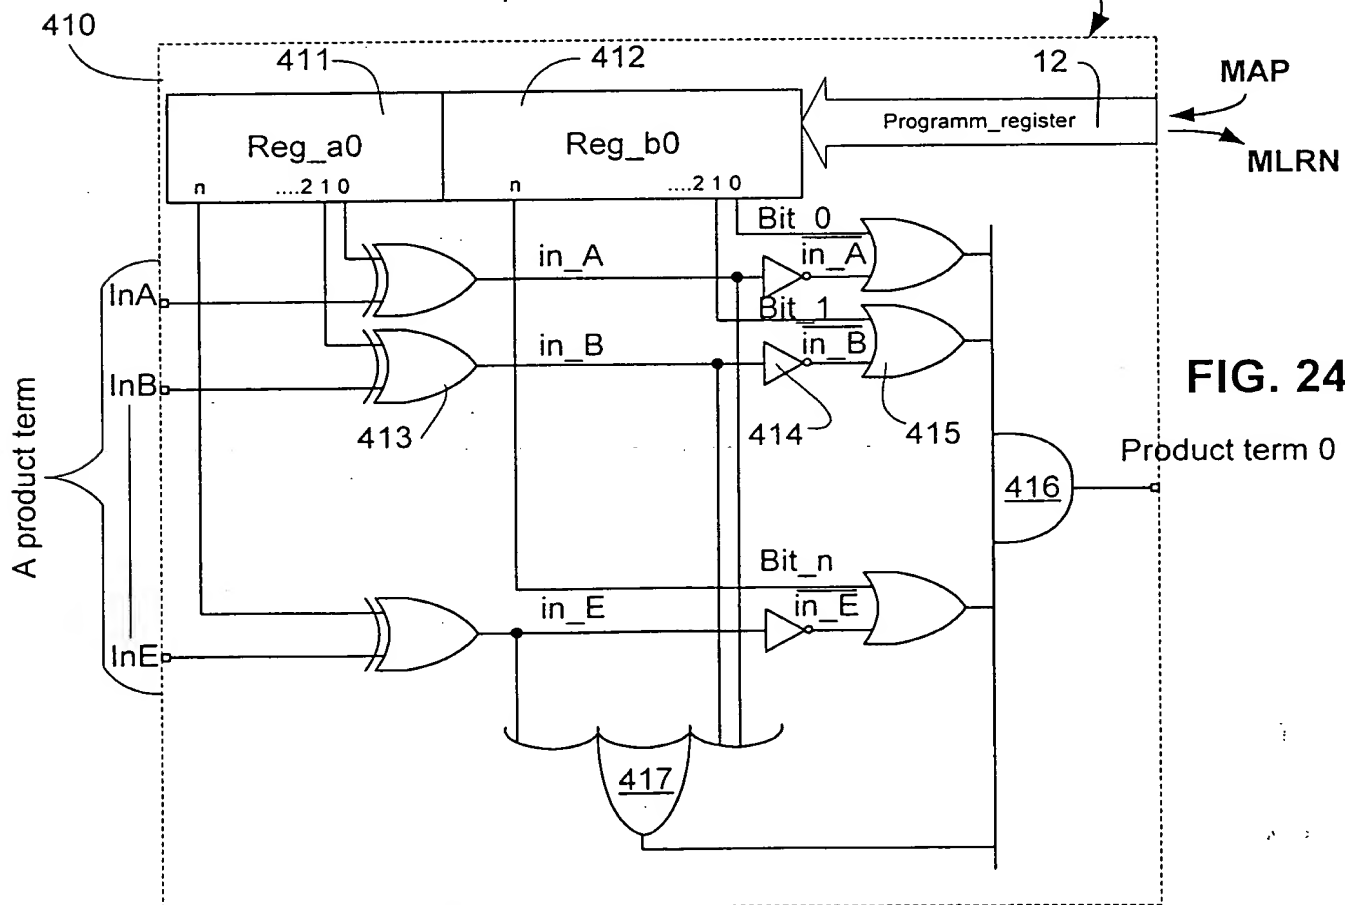 410
411
412
12
MAP
MLRN
Programm_register
Reg_a0
Reg_b0
n ....2 1 0
n ....2 1 0
Bit_0
in_A
in_A
InA
Bit_1
in_B
in_B
InB
FIG. 24
413
414
415
A product term
Product term 0
416
Bit_n
in_E
in_E
InE
417